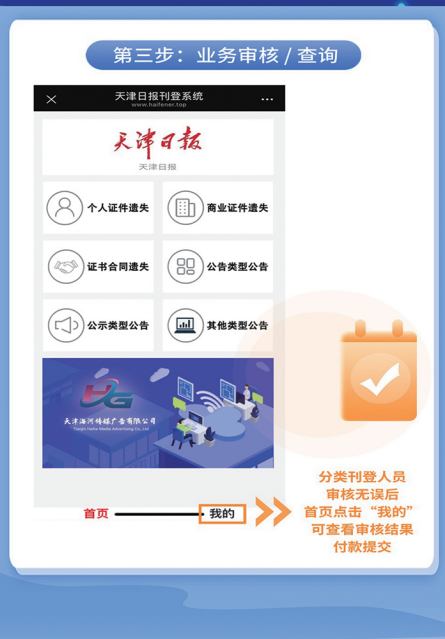 第三步：业务审核 / 查询
天津日报刊登系统
www.haifener.top
天津日报
天津日报
个人证件遗失
商业证件遗失
证书合同遗失
公告类型公告
公示类型公告
其他类型公告
HG
天津海河传媒广告有限公司
Tianjin Haihe Media Advertising Co., Ltd
首页
我的
分类刊登人员
审核无误后
首页点击“我的”
可查看审核结果
付款提交